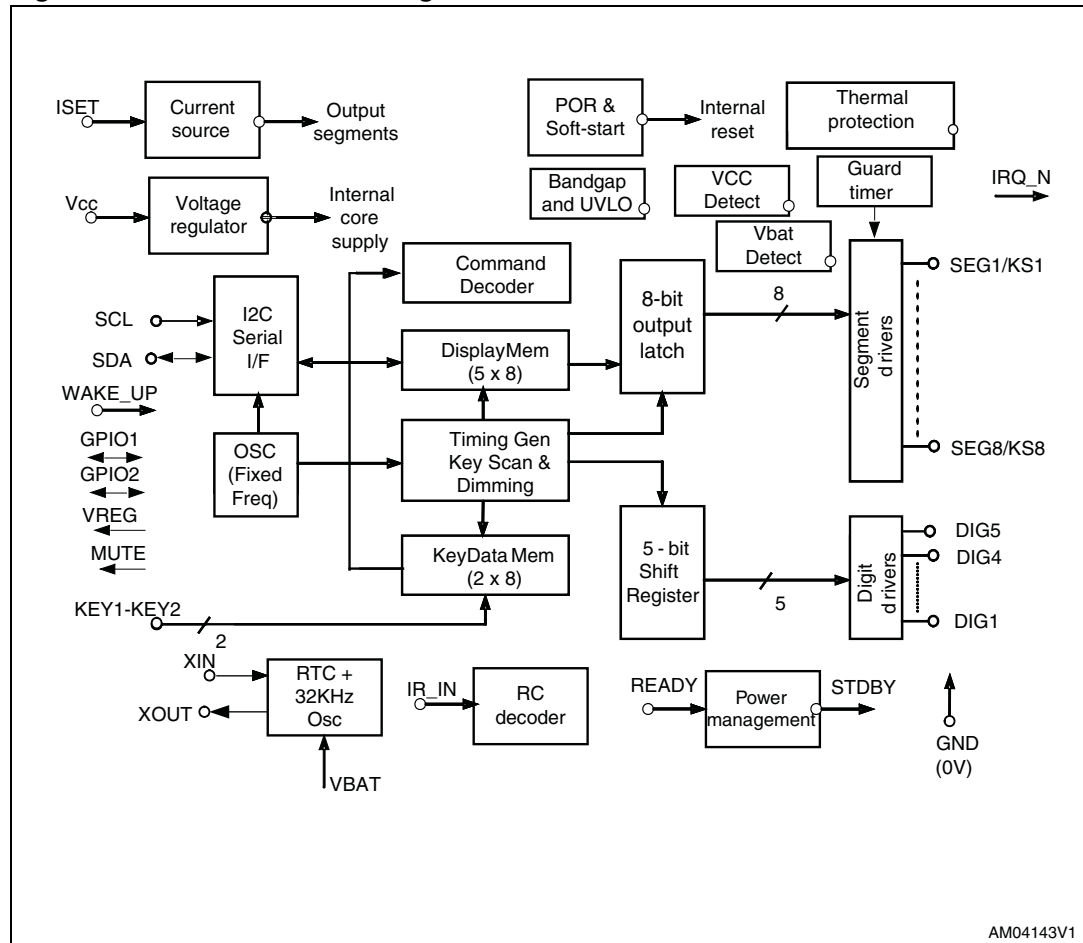 ISET
Current
source
Output
segments
POR &
Soft-start
Internal
reset
Thermal
protection
Vcc
Voltage
regulator
Internal
core
supply
Bandgap
and UVLO
VCC
Detect
Guard
timer
IRQ_N
Vbat
Detect
SCL
SDA
I2C
Serial
I/F
Command
Decoder
DisplayMem
(5 x 8)
8-bit
output
latch
8
Segment
drivers
SEG1/KS1
SEG8/KS8
WAKE_UP
GPIO1
GPIO2
VREG
MUTE
OSC
(Fixed
Freq)
Timing Gen
Key Scan &
Dimming
KeyData Mem
(2 x 8)
5 - bit
Shift
Register
5
Digit
drivers
DIG5
DIG4
DIG1
KEY1-KEY2
2
XIN
XOUT
RTC +
32KHz
Osc
VBAT
IR_IN
RC
decoder
READY
Power
management
STDBY
GND
(0V)
AM04143V1